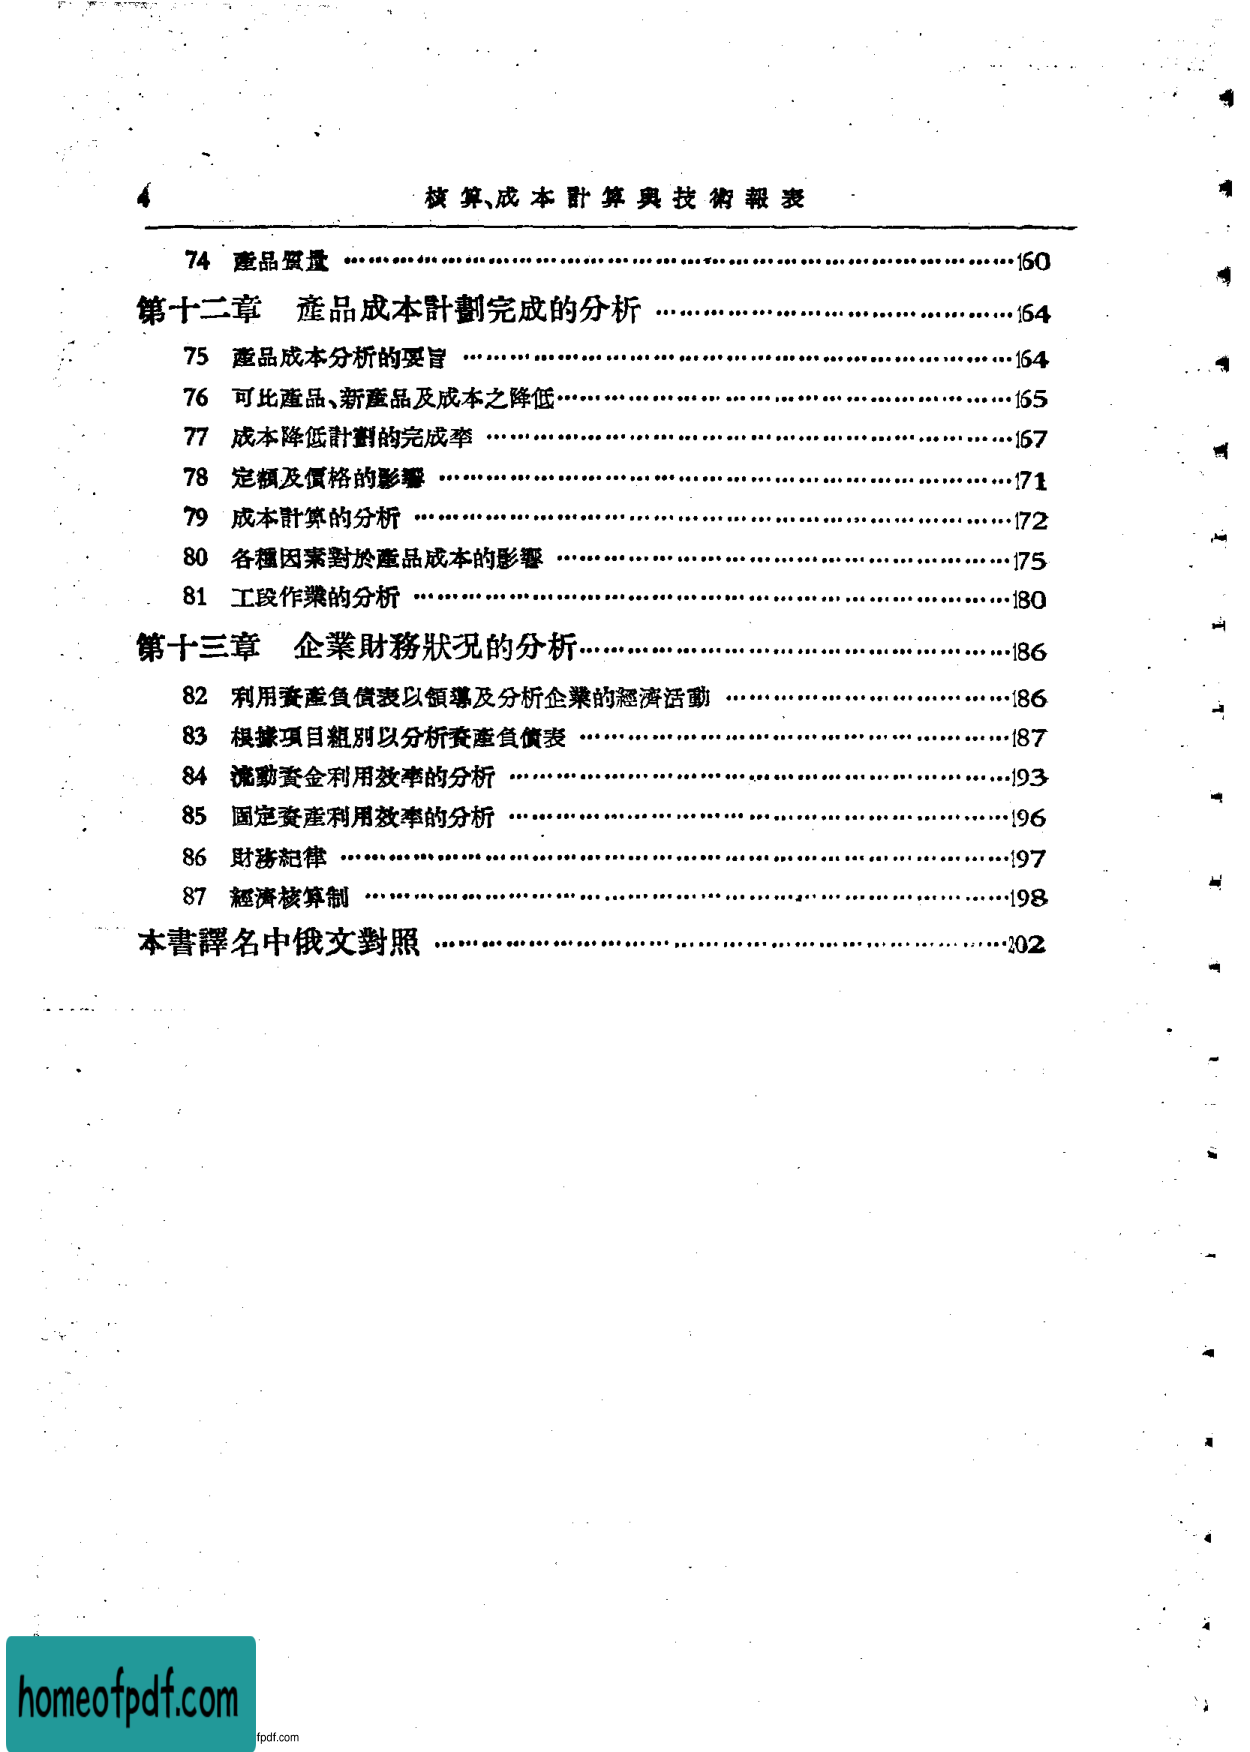 4 核算、成本計算與技術報表
74 產品質量 ……160
第十二章 產品成本計劃完成的分析 ……164
75 產品成本分析的要旨 ……164
76 可比產品、新產品及成本之降低……165
77 成本降低計劃的完成率 ……167
78 定額及價格的影響 ……171
79 成本計算的分析 ……172
80 各種因素對於產品成本的影響 ……175
81 工段作業的分析 ……180
第十三章 企業財務狀況的分析……186
82 利用資產負債表以領導及分析企業的經濟活動 ……186
83 根據項目組別以分析資產負債表 ……187
84 流動資金利用效率的分析 ……193
85 固定資產利用效率的分析 ……196
86 財務紀律 ……197
87 經濟核算制 ……198
本書譯名中俄文對照 ……202
homeofpdf.com
fpdf.com